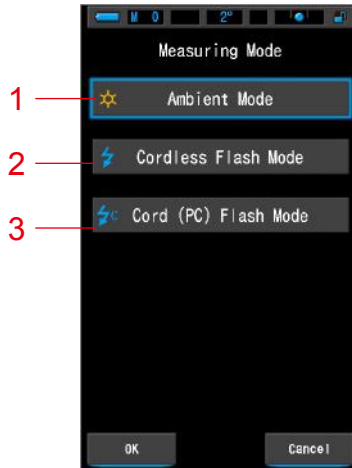 M 0 2°
Measuring Mode
1 Ambient Mode
2 Cordless Flash Mode
3 C Cord (PC) Flash Mode
OK Cancel